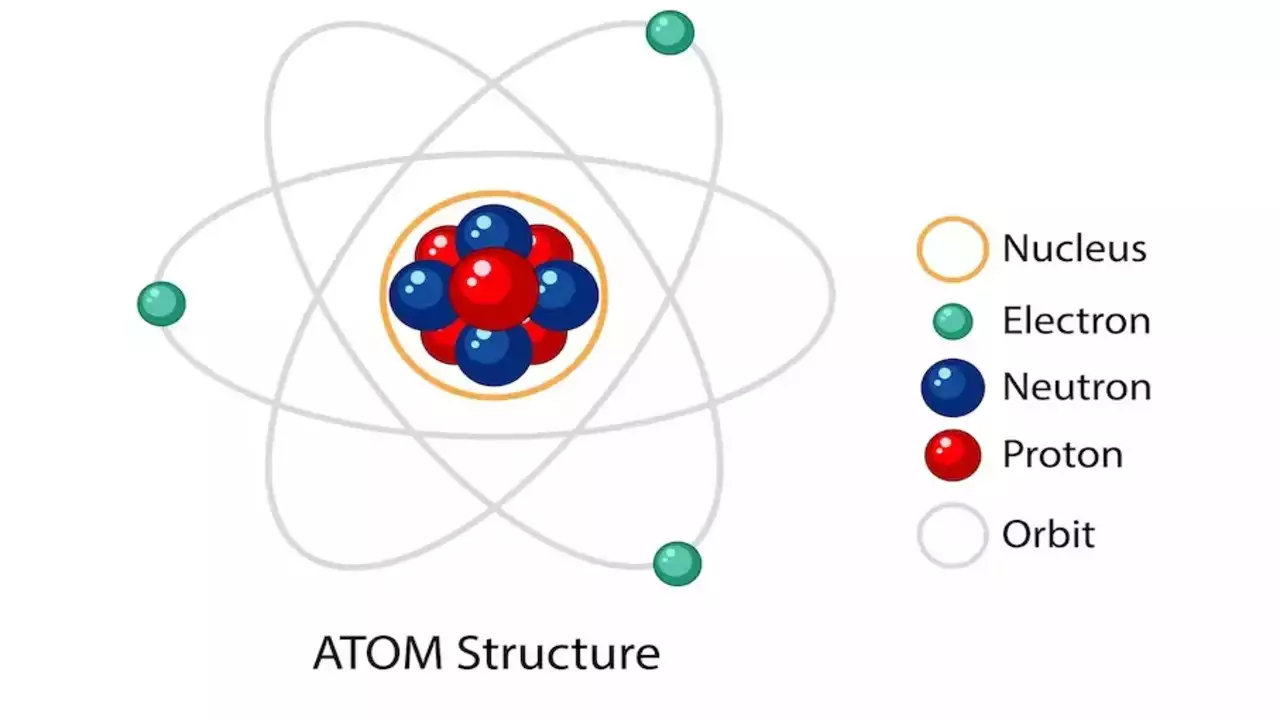 Nucleus
Electron
Neutron
Proton
Orbit
ATOM Structure